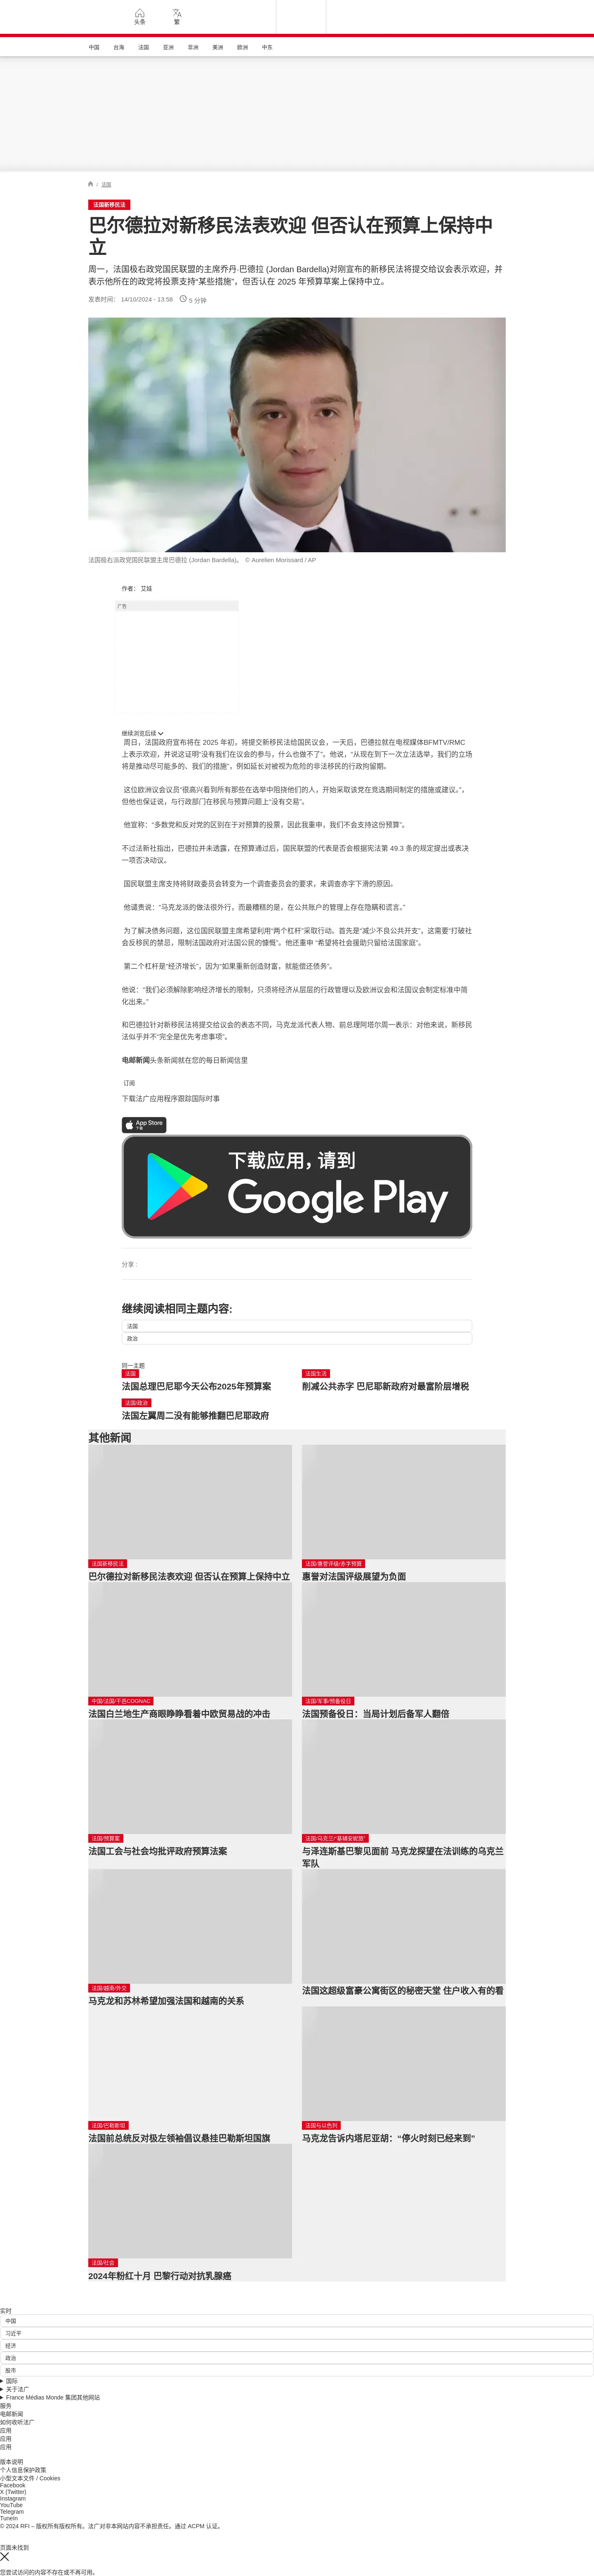 头条
繁
中国 台海 法国 亚洲 非洲 美洲 欧洲 中东
/ 法国
法国新移民法
巴尔德拉对新移民法表欢迎 但否认在预算上保持中
立
周一，法国极右政党国民联盟的主席乔丹·巴德拉 (Jordan Bardella)对刚宣布的新移民法将提交给议会表示欢迎，并
表示他所在的政党将投票支持“某些措施”，但否认在 2025 年预算草案上保持中立。
发表时间： 14/10/2024 - 13:58 5 分钟
法国极右派政党国民联盟主席巴德拉 (Jordan Bardella)。 © Aurelien Morissard / AP
作者： 艾娃
广告
继续浏览后续
周日，法国政府宣布将在 2025 年初，将提交新移民法给国民议会，一天后，巴德拉就在电视媒体BFMTV/RMC
上表示欢迎，并说这证明“没有我们在议会的参与，什么也做不了”。他说，“从现在到下一次立法选举，我们的立场
将是推动尽可能多的、我们的措施”，例如延长对被视为危险的非法移民的行政拘留期。
这位欧洲议会议员“很高兴看到所有那些在选举中阻挠他们的人，开始采取该党在竞选期间制定的措施或建议。”，
但他也保证说，与行政部门在移民与预算问题上“没有交易”。
他宣称：“多数党和反对党的区别在于对预算的投票，因此我重申，我们不会支持这份预算”。
不过法新社指出，巴德拉并未透露，在预算通过后，国民联盟的代表是否会根据宪法第 49.3 条的规定提出或表决
一项否决动议。
国民联盟主席支持将财政委员会转变为一个调查委员会的要求，来调查赤字下滑的原因。
他谴责说：“马克龙派的做法很外行，而最糟糕的是，在公共账户的管理上存在隐瞒和谎言。”
为了解决债务问题，这位国民联盟主席希望利用“两个杠杆”采取行动。首先是“减少不良公共开支”，这需要“打破社
会反移民的禁忌，限制法国政府对法国公民的慷慨”。他还重申 “希望将社会援助只留给法国家庭”。
第二个杠杆是“经济增长”，因为“如果重新创造财富，就能偿还债务”。
他说：“我们必须解除影响经济增长的限制，只须将经济从层层的行政管理以及欧洲议会和法国议会制定标准中简
化出来。”
和巴德拉针对新移民法将提交给议会的表态不同，马克龙派代表人物、前总理阿塔尔周一表示：对他来说，新移民
法似乎并不“完全是优先考虑事项”。
电邮新闻头条新闻就在您的每日新闻信里
订阅
下载法广应用程序跟踪国际时事
App Store
下载
下载应用，请到
Google Play
分享 :
继续阅读相同主题内容:
法国
政治
同一主题
法国
法国总理巴尼耶今天公布2025年预算案
法国生活
削减公共赤字 巴尼耶新政府对最富阶层增税
法国/政治
法国左翼周二没有能够推翻巴尼耶政府
其他新闻
法国新移民法
巴尔德拉对新移民法表欢迎 但否认在预算上保持中立
法国/惠誉评级/赤字预算
惠誉对法国评级展望为负面
中国/法国/干邑COGNAC
法国白兰地生产商眼睁睁看着中欧贸易战的冲击
法国/军事/预备役日
法国预备役日：当局计划后备军人翻倍
法国/预算案
法国工会与社会均批评政府预算法案
法国/乌克兰/“基辅安妮旅”
与泽连斯基巴黎见面前 马克龙探望在法训练的乌克兰
军队
法国/越南/外交
马克龙和苏林希望加强法国和越南的关系
法国这超级富豪公寓街区的秘密天堂 住户收入有的看
法国/巴勒斯坦
法国前总统反对极左领袖倡议悬挂巴勒斯坦国旗
法国与以色列
马克龙告诉内塔尼亚胡：“停火时刻已经来到”
法国/社会
2024年粉红十月 巴黎行动对抗乳腺癌
实时
中国
习近平
经济
政治
股市
国际
关于法广
France Médias Monde 集团其他网站
服务
电邮新闻
如何收听法广
应用
应用
应用
版本说明
个人信息保护政策
小型文本文件 / Cookies
Facebook
X (Twitter)
Instagram
YouTube
Telegram
TuneIn
© 2024 RFI – 版权所有版权所有。法广对非本网站内容不承担责任。通过 ACPM 认证。
页面未找到
您尝试访问的内容不存在或不再可用。